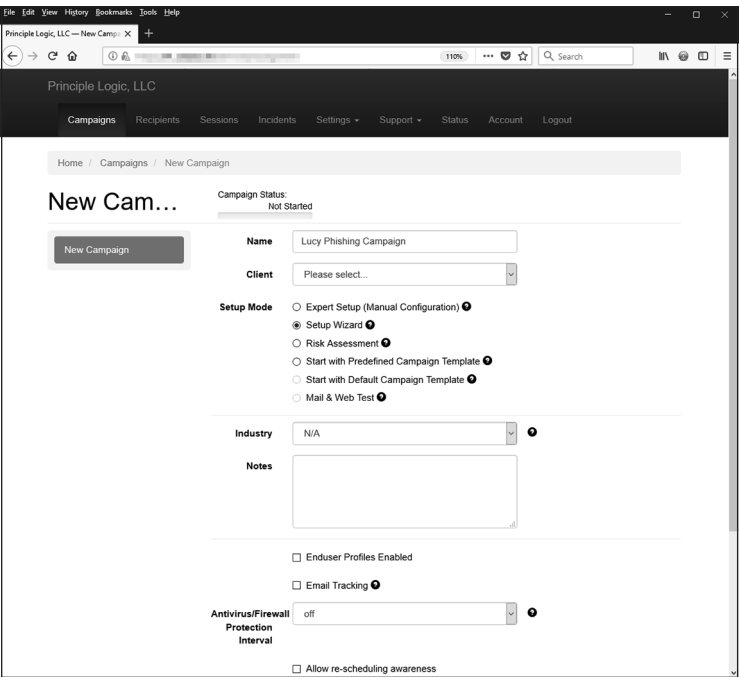 File Edit View History Bookmarks Tools Help
Principle Logic, LLC — New Campa
110%
Search
Principle Logic, LLC
Campaigns Recipients Sessions Incidents Settings Support Status Account Logout
Home / Campaigns / New Campaign
New Cam...
Campaign Status:
Not Started
New Campaign
Name Lucy Phishing Campaign
Client Please select...
Setup Mode Expert Setup (Manual Configuration)
Setup Wizard
Risk Assessment
Start with Predefined Campaign Template
Start with Default Campaign Template
Mail & Web Test
Industry N/A
Notes
Enduser Profiles Enabled
Email Tracking
Antivirus/Firewall off
Protection
Interval
Allow re-scheduling awareness